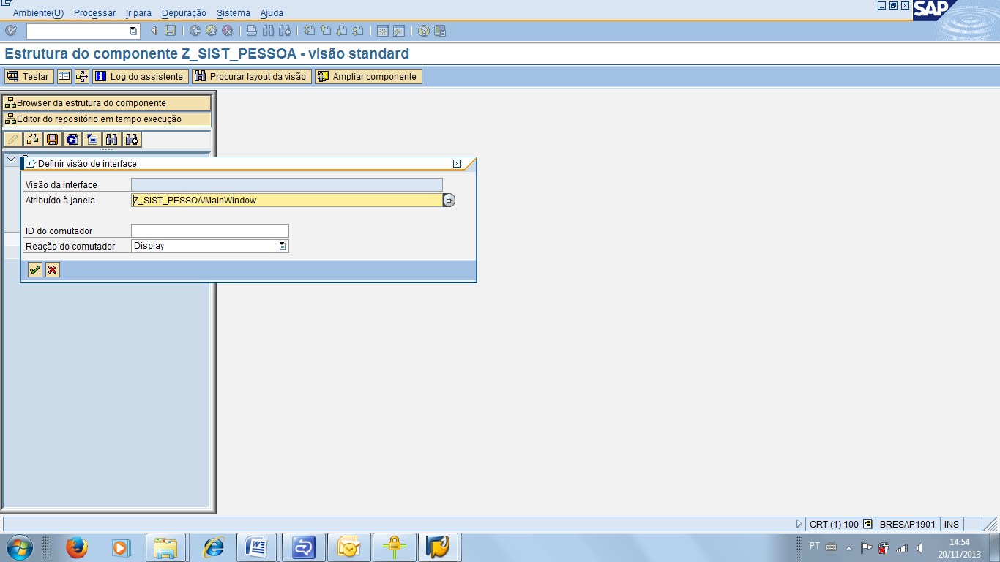 Ambiente(U) Processar Ir para Depuração Sistema Ajuda
SAP
Estrutura do componente Z_SIST_PESSOA - visão standard
Testar Log do assistente Procurar layout da visão Ampliar componente
Browser da estrutura do componente
Editor do repositório em tempo execução
Definir visão de interface
Visão da interface
Atribuído à janela Z_SIST_PESSOA/MainWindow
ID do comutador
Reação do comutador Display
CRT (1) 100 BRESAP1901 INS
PT 14:54
20/11/2013